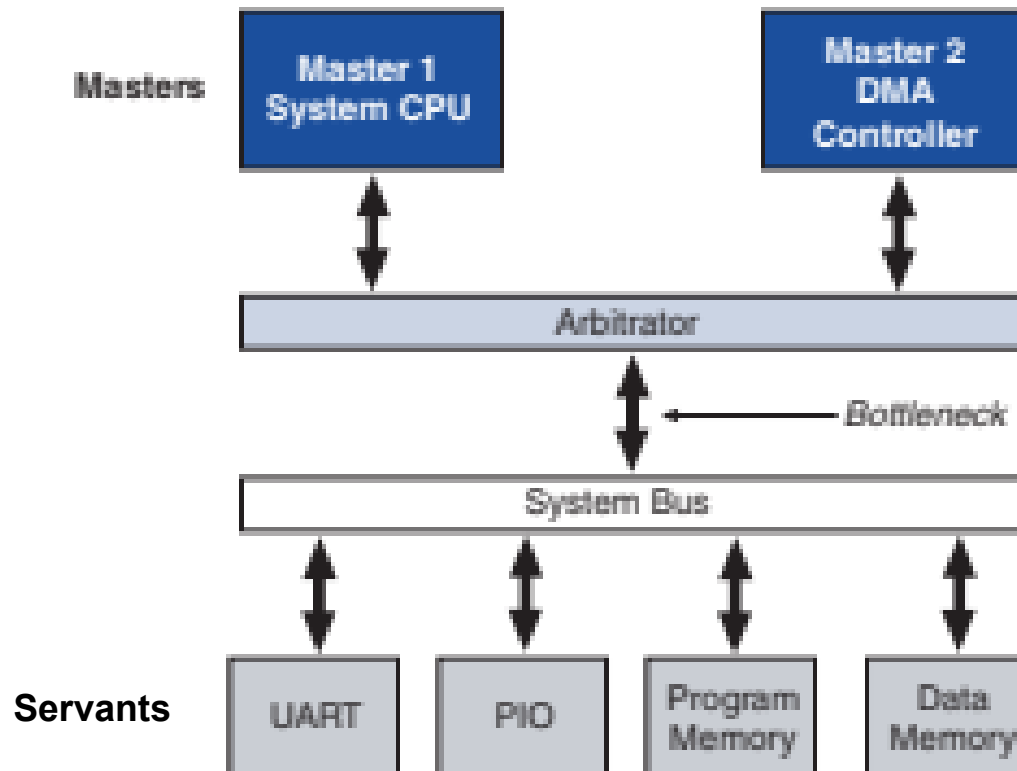 Masters
Master 1
System CPU
Master 2
DMA
Controller
Arbitrator
Bottleneck
System Bus
Servants
UART
PIO
Program
Memory
Data
Memory